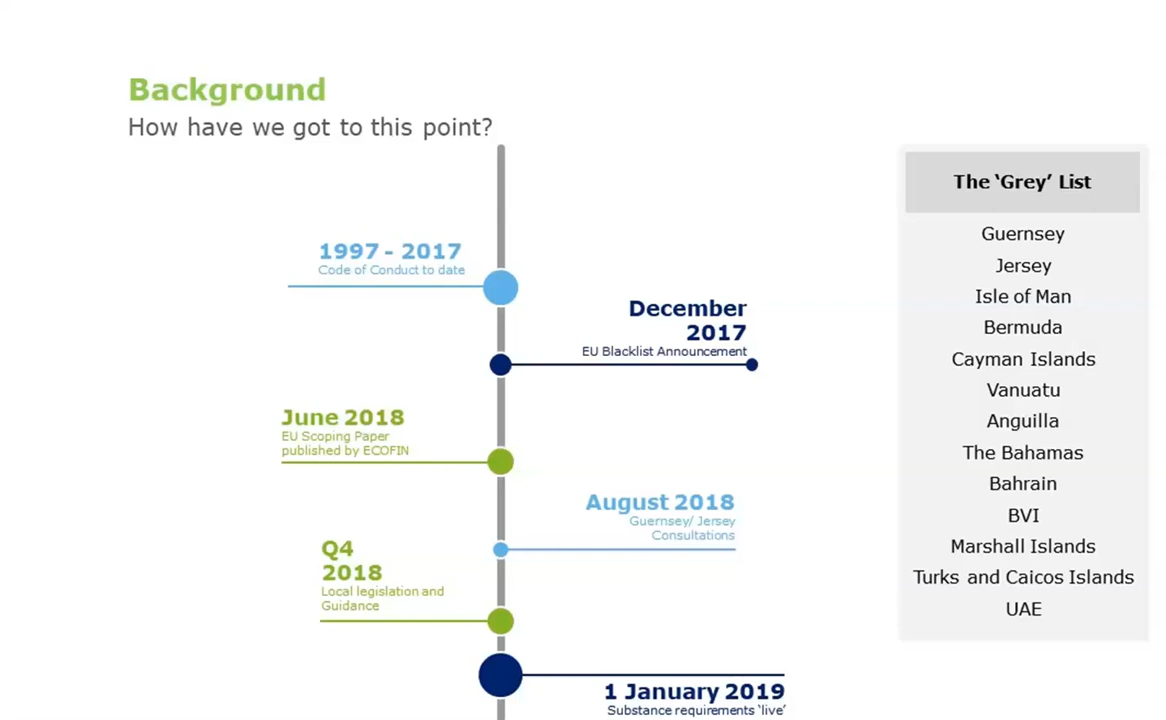 Background
How have we got to this point?
1997 - 2017
Code of Conduct to date
December
2017
EU Blacklist Announcement
June 2018
EU Scoping Paper
published by ECOFIN
August 2018
Guernsey/ Jersey
Consultations
Q4
2018
Local legislation and
Guidance
1 January 2019
Substance requirements ‘live’
The ‘Grey’ List
Guernsey
Jersey
Isle of Man
Bermuda
Cayman Islands
Vanuatu
Anguilla
The Bahamas
Bahrain
BVI
Marshall Islands
Turks and Caicos Islands
UAE